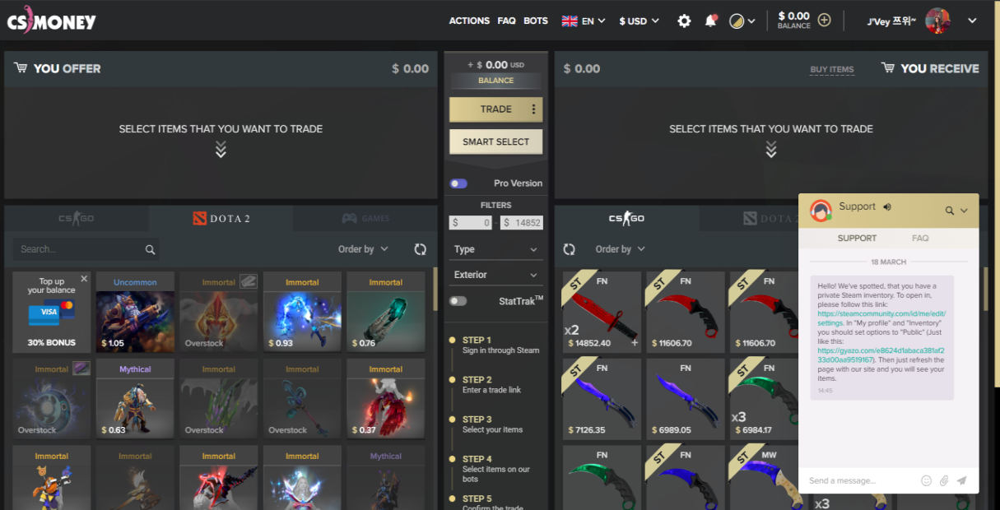 CS MONEY
ACTIONS FAQ BOTS EN $ USD $ 0.00 BALANCE J'Vey 쯔위~
YOU OFFER $ 0.00
SELECT ITEMS THAT YOU WANT TO TRADE
+ $ 0.00 USD
BALANCE
TRADE
SMART SELECT
Pro Version
FILTERS
$ 0 - $ 14852
Type
Exterior
StatTrak™
STEP 1
Sign in through Steam
STEP 2
Enter a trade link
STEP 3
Select your items
STEP 4
Select items on our
bots
STEP 5
Confirm the trade
$ 0.00 BUY ITEMS YOU RECEIVE
SELECT ITEMS THAT YOU WANT TO TRADE
CS GO DOTA 2 GAMES
Search... Order by
Top up
your balance
VISA
30% BONUS
Uncommon
$ 1.05
Immortal
Overstock
Immortal
$ 0.93
Immortal
$ 0.76
Immortal
Overstock
Mythical
$ 0.63
Immortal
Overstock
Immortal
Overstock
Immortal
$ 0.37
Immortal
Immortal
Immortal
Immortal
Mythical
CS GO DOTA 2
Order by
ST FN
x2
$ 14852.40
ST FN
$ 11606.70
ST FN
$ 11606.70
ST FN
$ 7126.35
FN
$ 6989.05
ST FN
x3
$ 6984.17
FN
ST FN
ST MW
x3
Support
SUPPORT FAQ
18 MARCH
Hello! We've spotted, that you have a
private Steam inventory. To open in,
please follow this link:
https://steamcommunity.com/id/me/edit/
settings. In "My profile" and "Inventory"
you should set options to "Public" (Just
like this:
https://gyazo.com/e8624d1abaca381af2
33d00aa9519167). Then just refresh the
page with our site and you will see your
items.
14:45
Send a message...